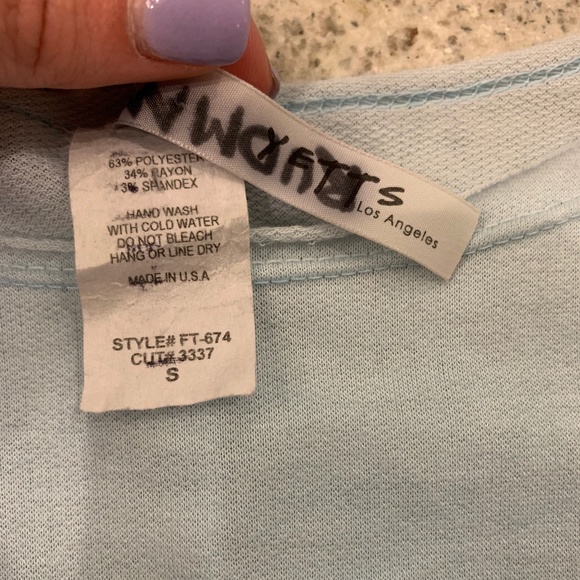 YETTS
Los Angeles
63% POLYESTER
34% RAYON
3% SPANDEX
HAND WASH
WITH COLD WATER
DO NOT BLEACH
HANG OR LINE DRY
MADE IN U.S.A
STYLE# FT-674
CUT# 3337
S